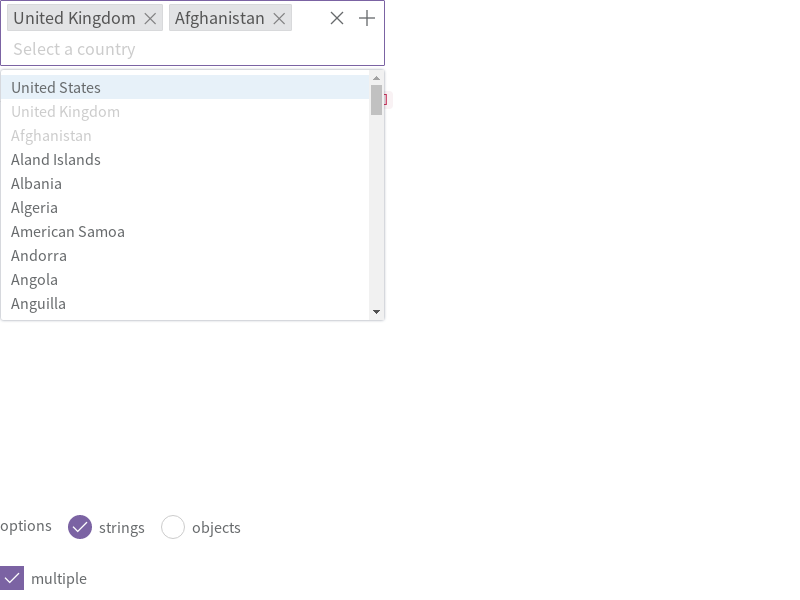 United Kingdom Afghanistan
Select a country
United States
United Kingdom
Afghanistan
Aland Islands
Albania
Algeria
American Samoa
Andorra
Angola
Anguilla
options strings objects
multiple